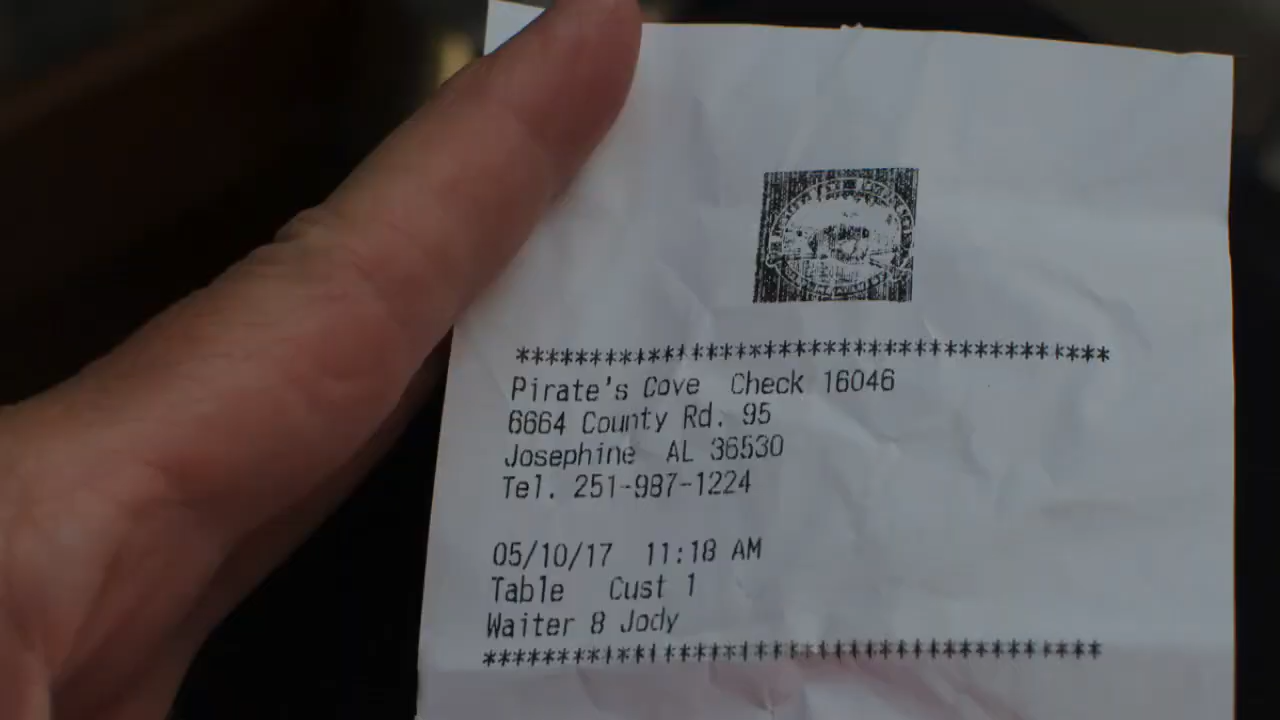 ****************************************
Pirate's Cove  Check 16046
6664 County Rd. 95
Josephine  AL 36530
Tel. 251-987-1224
05/10/17  11:18 AM
Table   Cust 1
Waiter 8 Jody
****************************************